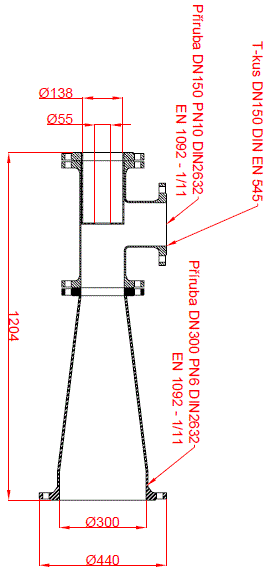 T-kus DN150 DIN EN 545
Příruba DN150 PN10 DIN2632
EN 1092 - 1/11
Ø138
Ø55
Příruba DN300 PN6 DIN2632
EN 1092 - 1/11
1204
Ø300
Ø440